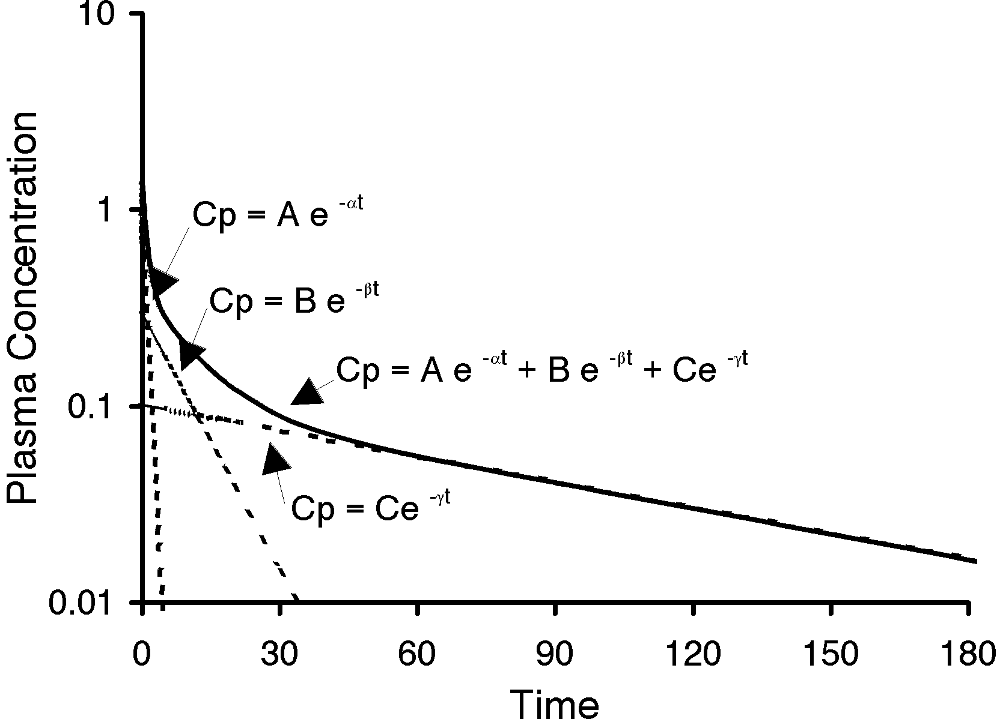 10
1
0.1
0.01
Plasma Concentration
Cp = A e -αt
Cp = B e -βt
Cp = A e -αt + B e -βt + Ce -γt
Cp = Ce -γt
0 30 60 90 120 150 180
Time